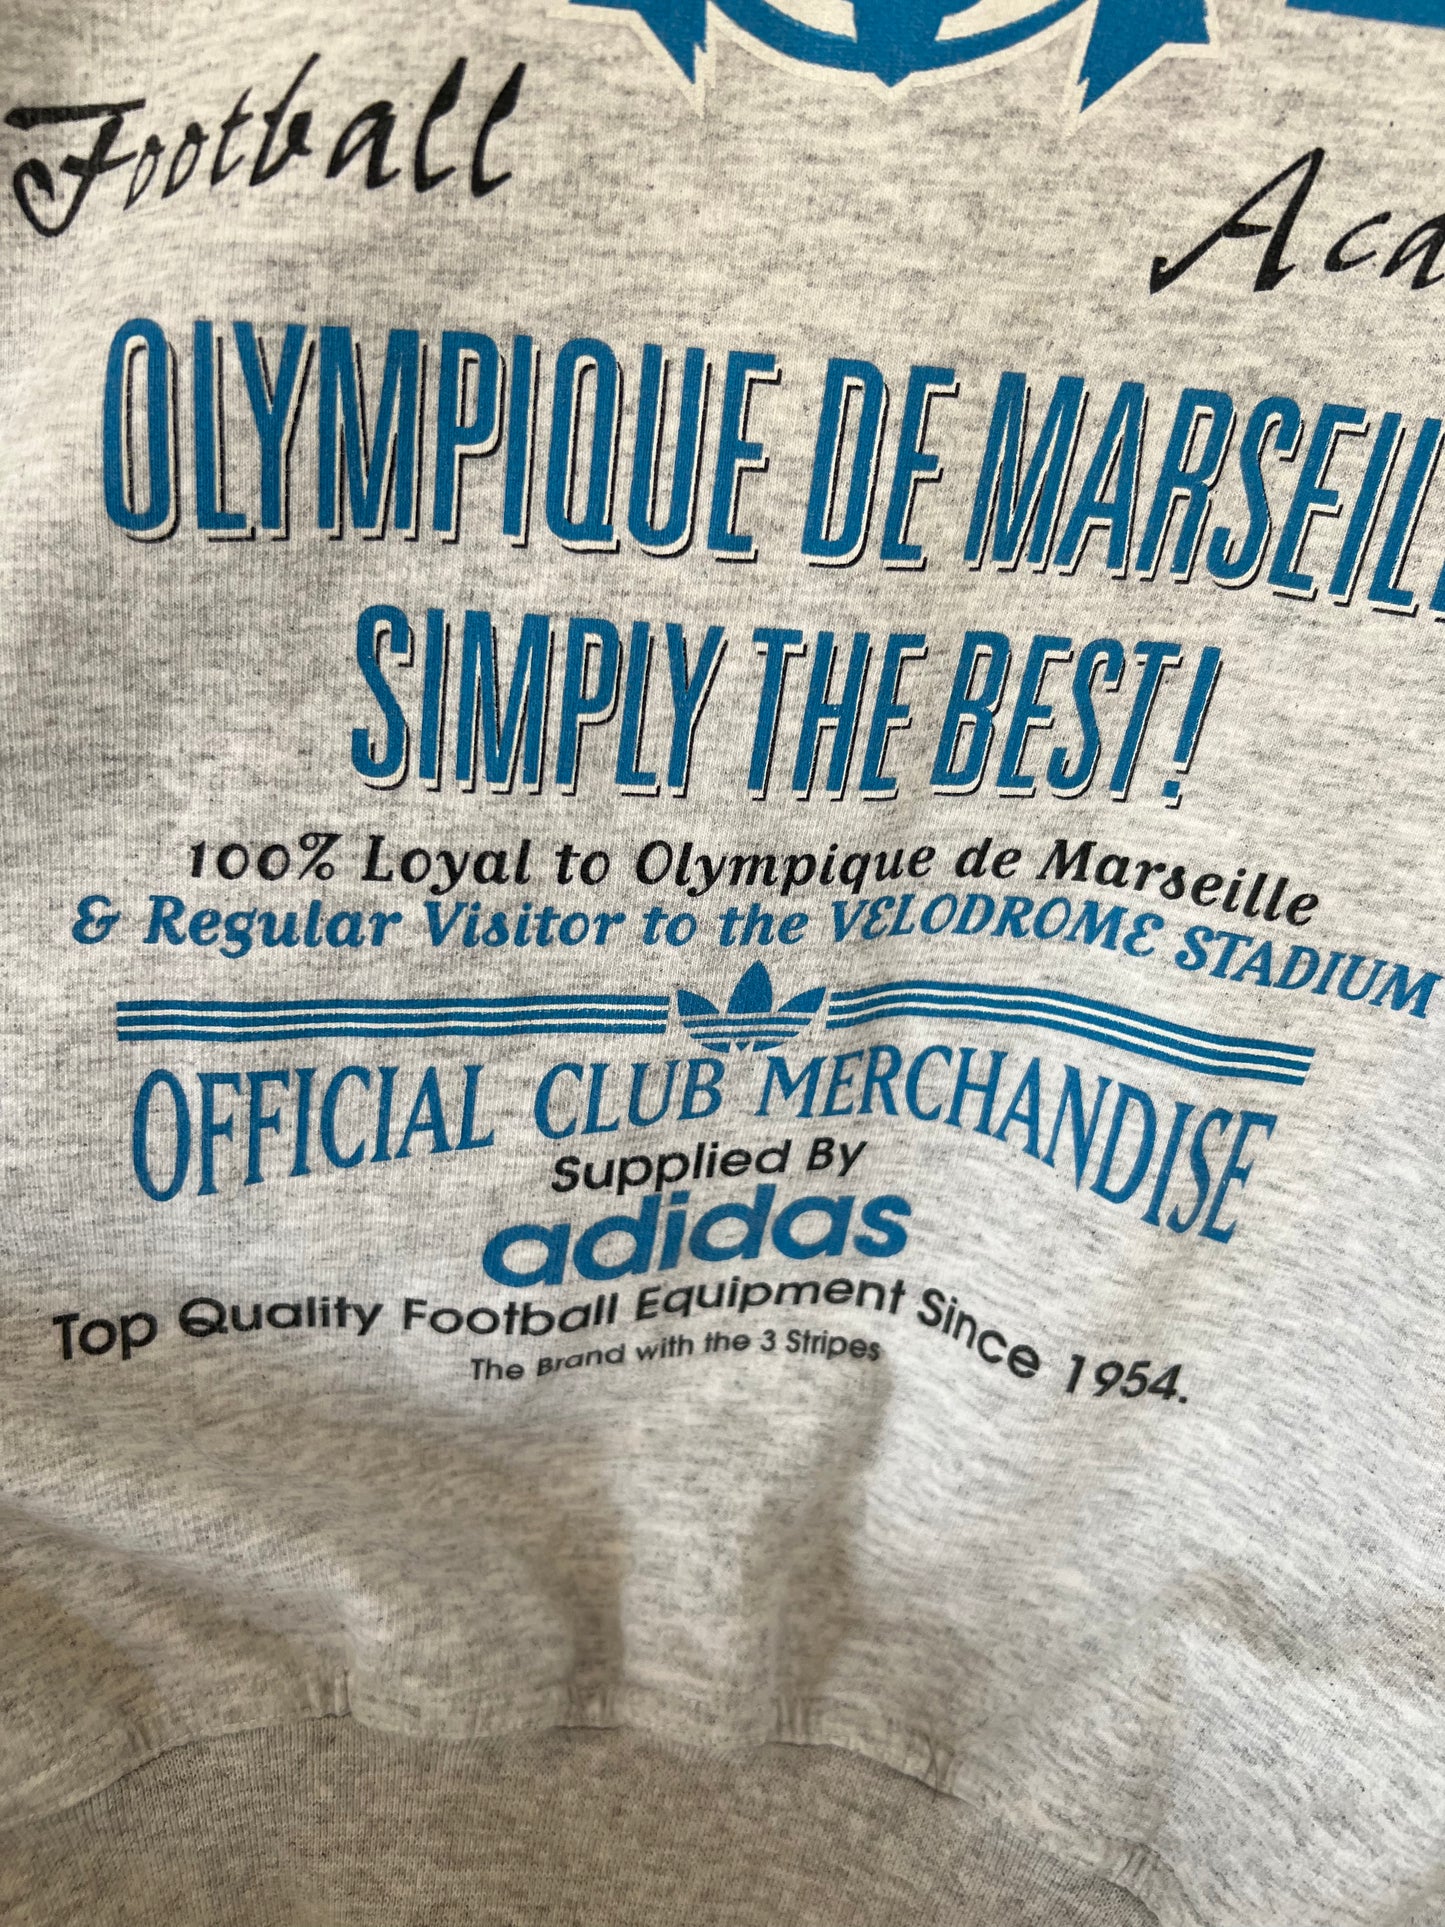 Football Aca
OLYMPIQUE DE MARSEILL
SIMPLY THE BEST!
100% Loyal to Olympique de Marseille
& Regular Visitor to the VELODROME STADIUM
OFFICIAL CLUB MERCHANDISE
Supplied By
adidas
Top Quality Football Equipment Since 1954.
The Brand with the 3 Stripes